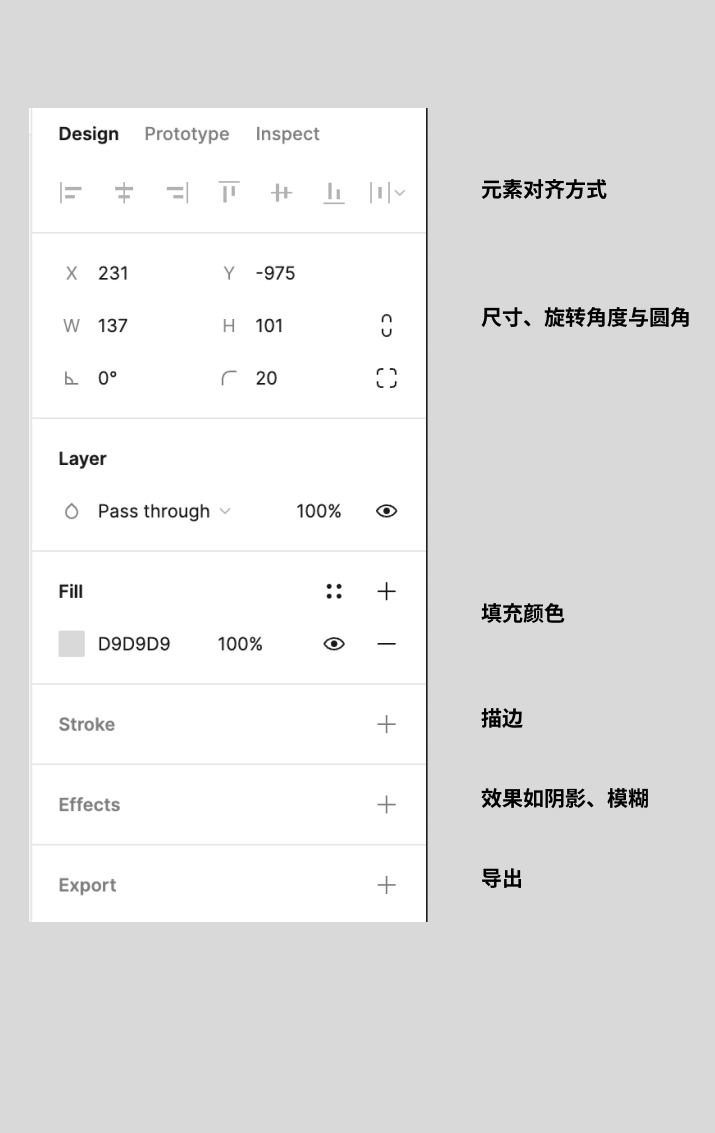 Design Prototype Inspect
元素对齐方式
X 231 Y -975
尺寸、旋转角度与圆角
W 137 H 101
0° 20
Layer
Pass through 100%
Fill
填充颜色
D9D9D9 100%
Stroke
描边
Effects
效果如阴影、模糊
Export
导出